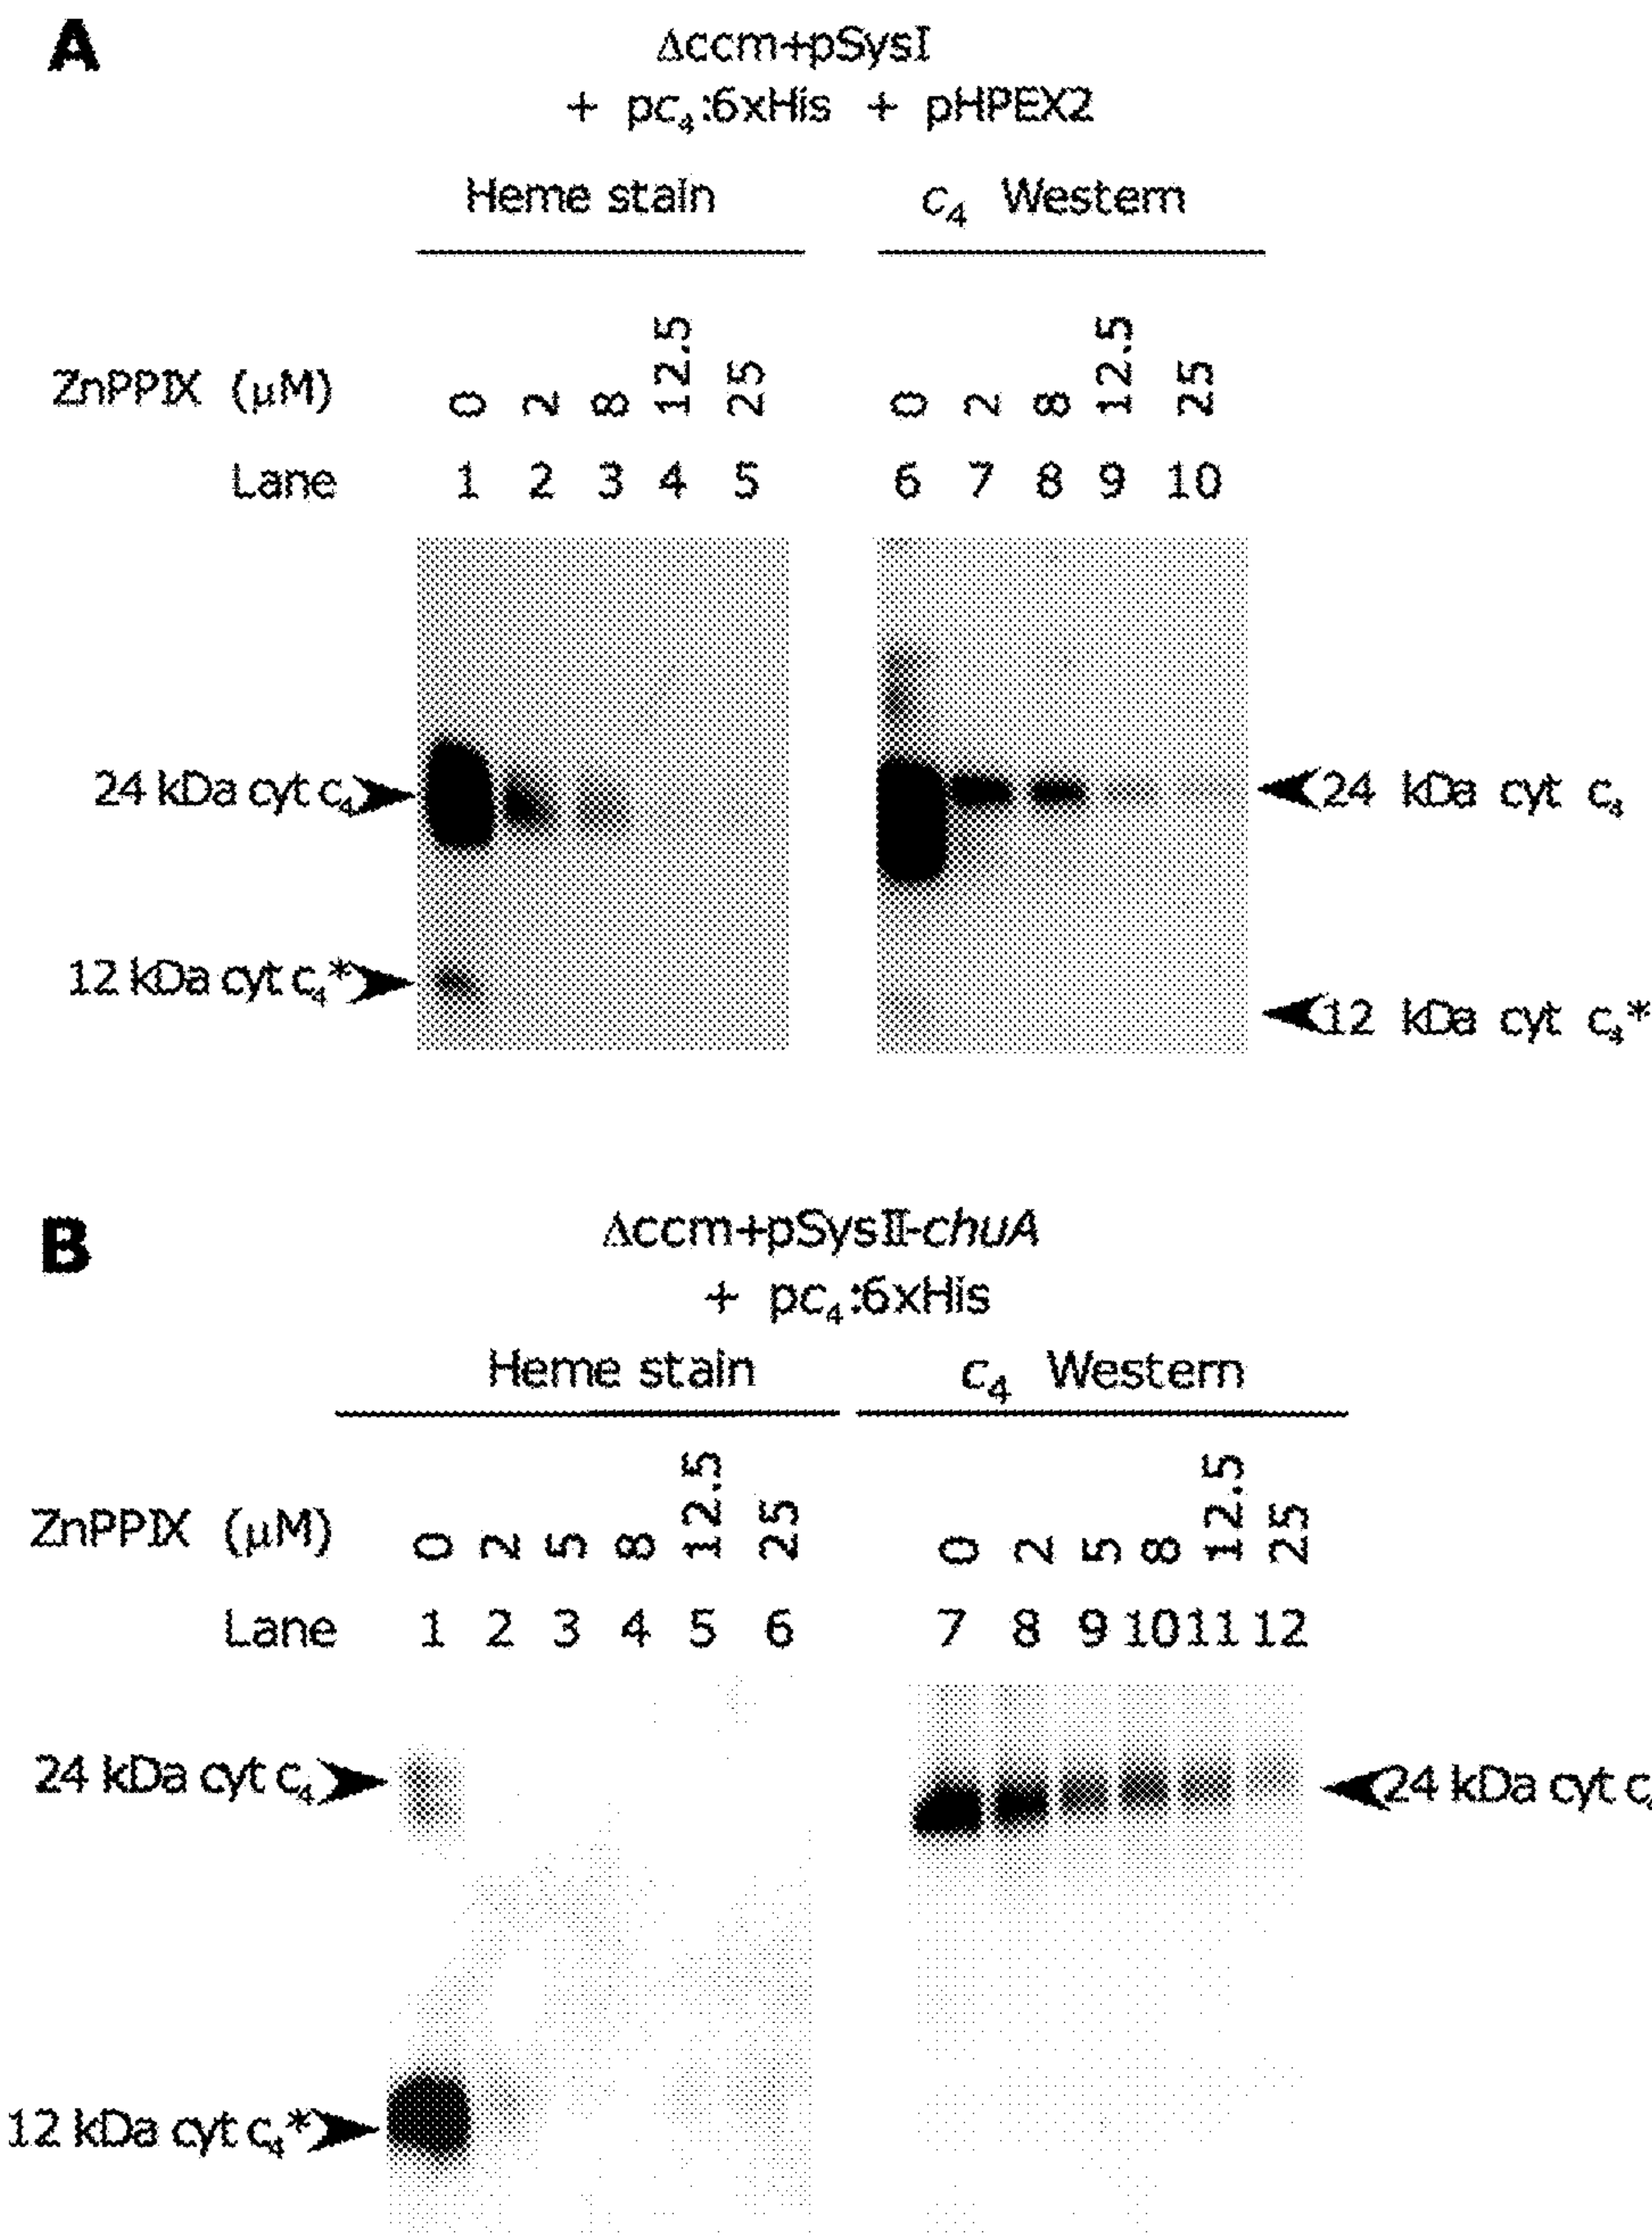 A
Δccm+pSysI
+ pc₄:6xHis + pHPEX2
Heme stain c₄ Western
ZnPPIX (μM) 0 2 8 12.5 25 0 2 8 12.5 25
Lane 1 2 3 4 5 6 7 8 9 10
24 kDa cyt c₄ 24 kDa cyt c₄
12 kDa cyt c₄* 12 kDa cyt c₄*
B
Δccm+pSysII-chuA
+ pc₄:6xHis
Heme stain c₄ Western
ZnPPIX (μM) 0 2 5 8 12.5 25 0 2 5 8 12.5 25
Lane 1 2 3 4 5 6 7 8 9 10 11 12
24 kDa cyt c₄ 24 kDa cyt c₄
12 kDa cyt c₄*